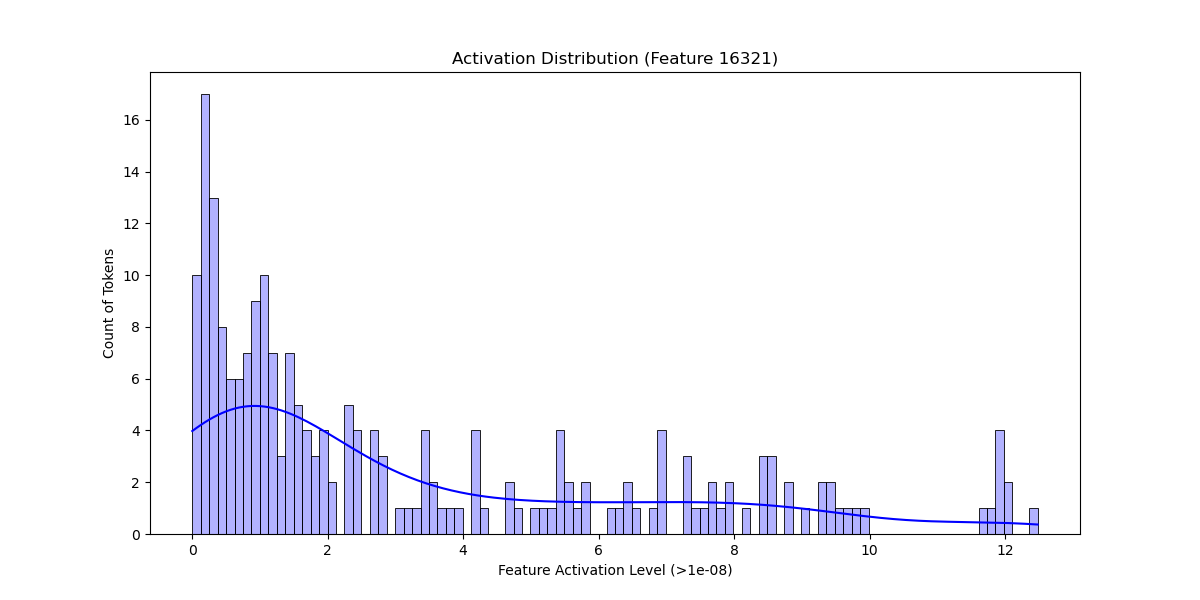 Activation Distribution (Feature 16321)
Count of Tokens
16
14
12
10
8
6
4
2
0
0 2 4 6 8 10 12
Feature Activation Level (>1e-08)